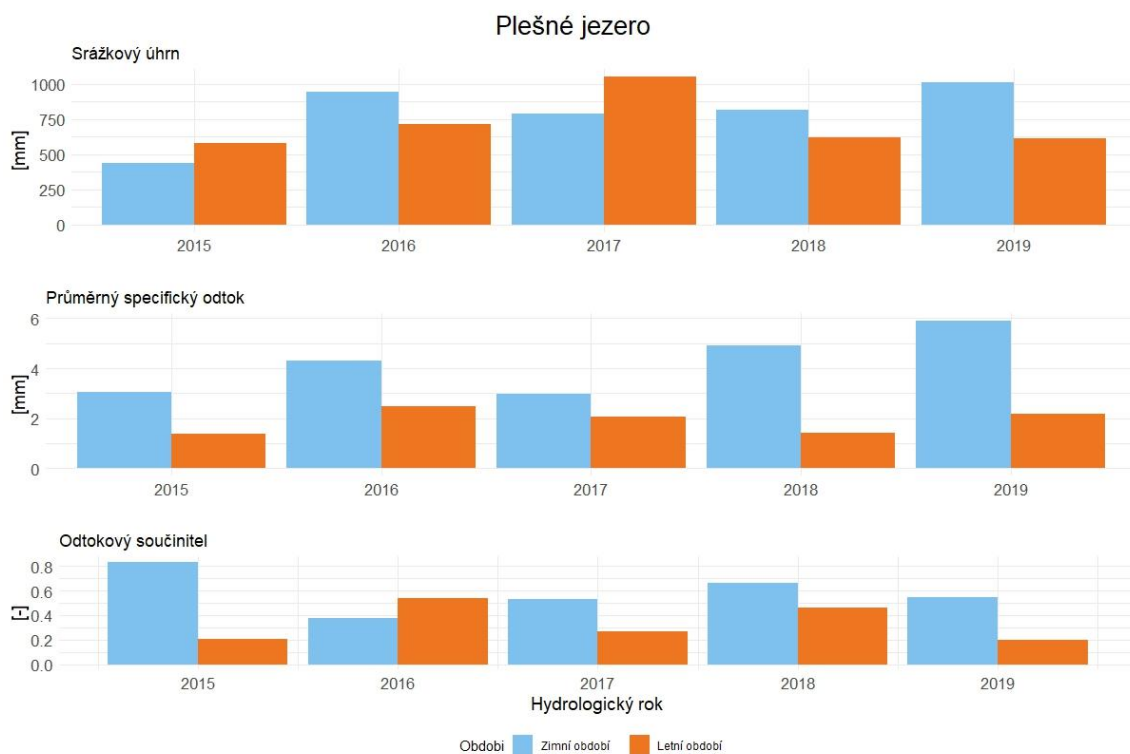 Plešné jezero
Srážkový úhrn
1000
750
500
250
0
[mm]
2015 2016 2017 2018 2019
Průměrný specifický odtok
6
4
2
0
[mm]
2015 2016 2017 2018 2019
Odtokový součinitel
0.8
0.6
0.4
0.2
0.0
[-]
2015 2016 2017 2018 2019
Hydrologický rok
Obdobi Zimní období Letní období